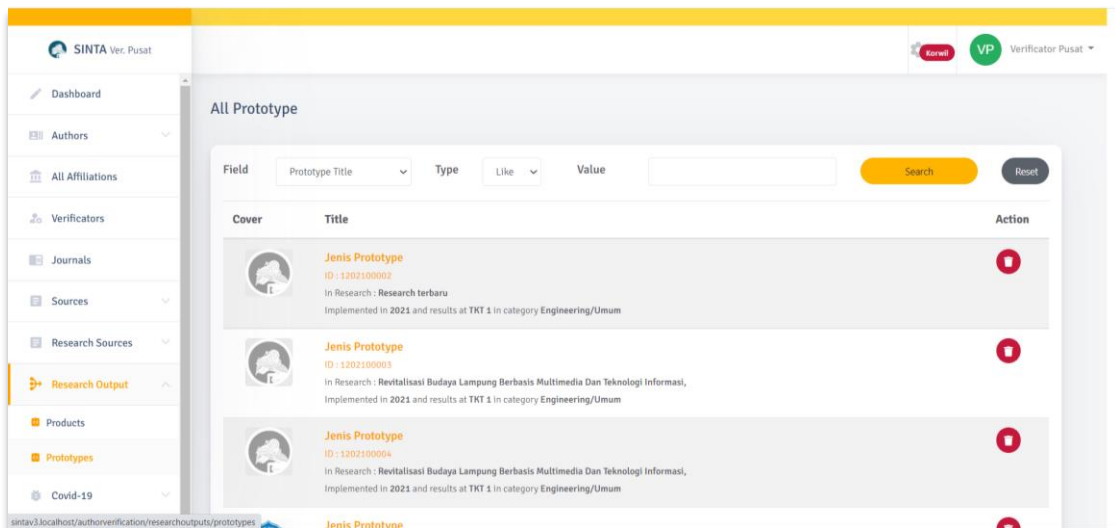 SINTA Ver. Pusat
Korwil
VP
Verificator Pusat
Dashboard
Authors
All Affiliations
Verificators
Journals
Sources
Research Sources
Research Output
Products
Prototypes
Covid-19
All Prototype
Field Prototype Title Type Like Value Search Reset
Cover Title Action
Jenis Prototype
ID : 1202100002
In Research : Research terbaru
Implemented in 2021 and results at TKT 1 in category Engineering/Umum
Jenis Prototype
ID : 1202100003
In Research : Revitalisasi Budaya Lampung Berbasis Multimedia Dan Teknologi Informasi,
Implemented in 2021 and results at TKT 1 in category Engineering/Umum
Jenis Prototype
ID : 1202100004
In Research : Revitalisasi Budaya Lampung Berbasis Multimedia Dan Teknologi Informasi,
Implemented in 2021 and results at TKT 1 in category Engineering/Umum
Jenis Prototype
sintav3.localhost/authorverification/researchoutputs/prototypes